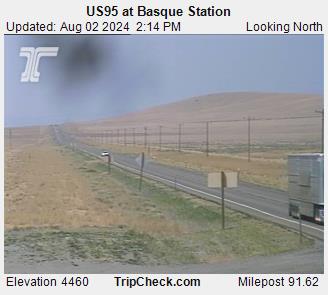 US95 at Basque Station
Updated: Aug 02 2024 2:14 PM Looking North
Elevation 4460 TripCheck.com Milepost 91.62